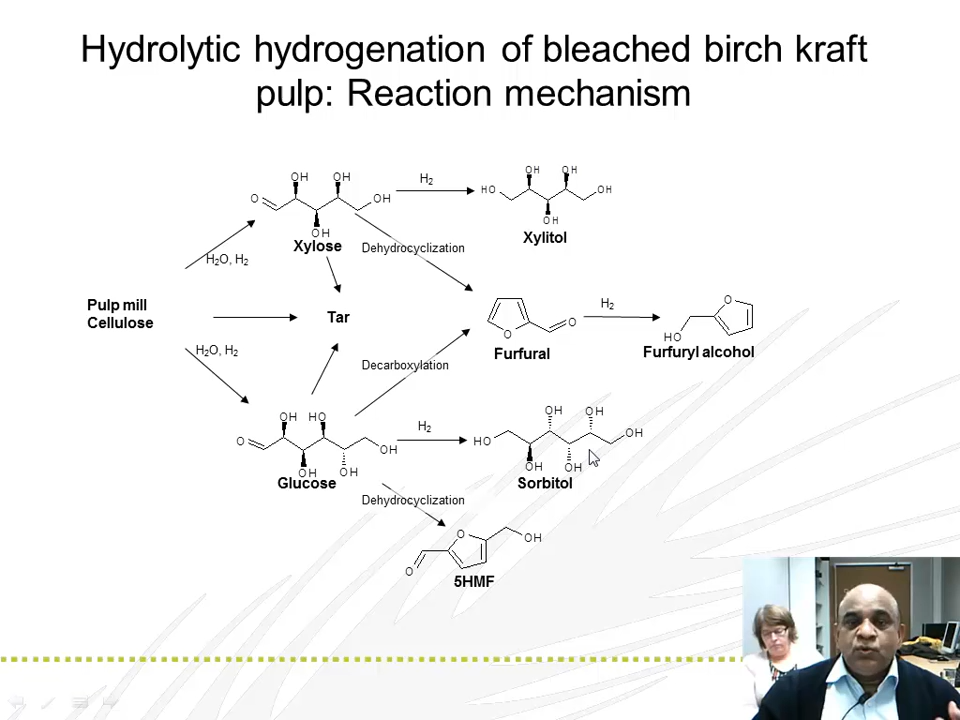 Hydrolytic hydrogenation of bleached birch kraft
pulp: Reaction mechanism
OH OH
O OH
OH
Xylose
H₂
OH OH
HO OH
OH
Xylitol
H₂O, H₂
Dehydrocyclization
Pulp mill
Cellulose
Tar
O
O
Furfural
H₂
O
HO
Furfuryl alcohol
H₂O, H₂
Decarboxylation
OH HO
O OH
OH OH
Glucose
H₂
OH OH
HO OH
OH OH
Sorbitol
Dehydrocyclization
O
OH
O
5HMF